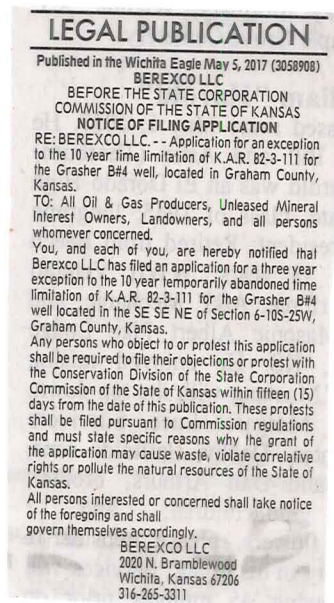 LEGAL PUBLICATION
Published in the Wichita Eagle May 5, 2017 (3058908)
BEREXCO LLC
BEFORE THE STATE CORPORATION
COMMISSION OF THE STATE OF KANSAS
NOTICE OF FILING APPLICATION
RE: BEREXCO LLC. - - Application for an exception
to the 10 year time limitation of K.A.R. 82-3-111 for
the Grasher B#4 well, located in Graham County,
Kansas.
TO: All Oil & Gas Producers, Unleased Mineral
Interest Owners, Landowners, and all persons
whomever concerned.
You, and each of you, are hereby notified that
Berexco LLC has filed an application for a three year
exception to the 10 year temporarily abandoned time
limitation of K.A.R. 82-3-111 for the Grasher B#4
well located in the SE SE NE of Section 6-10S-25W,
Graham County, Kansas.
Any persons who object to or protest this application
shall be required to file their objections or protest with
the Conservation Division of the State Corporation
Commission of the State of Kansas within fifteen (15)
days from the date of this publication. These protests
shall be filed pursuant to Commission regulations
and must state specific reasons why the grant of
the application may cause waste, violate correlative
rights or pollute the natural resources of the State of
Kansas.
All persons interested or concerned shall take notice
of the foregoing and shall
govern themselves accordingly.
BEREXCO LLC
2020 N. Bramblewood
Wichita, Kansas 67206
316-265-3311